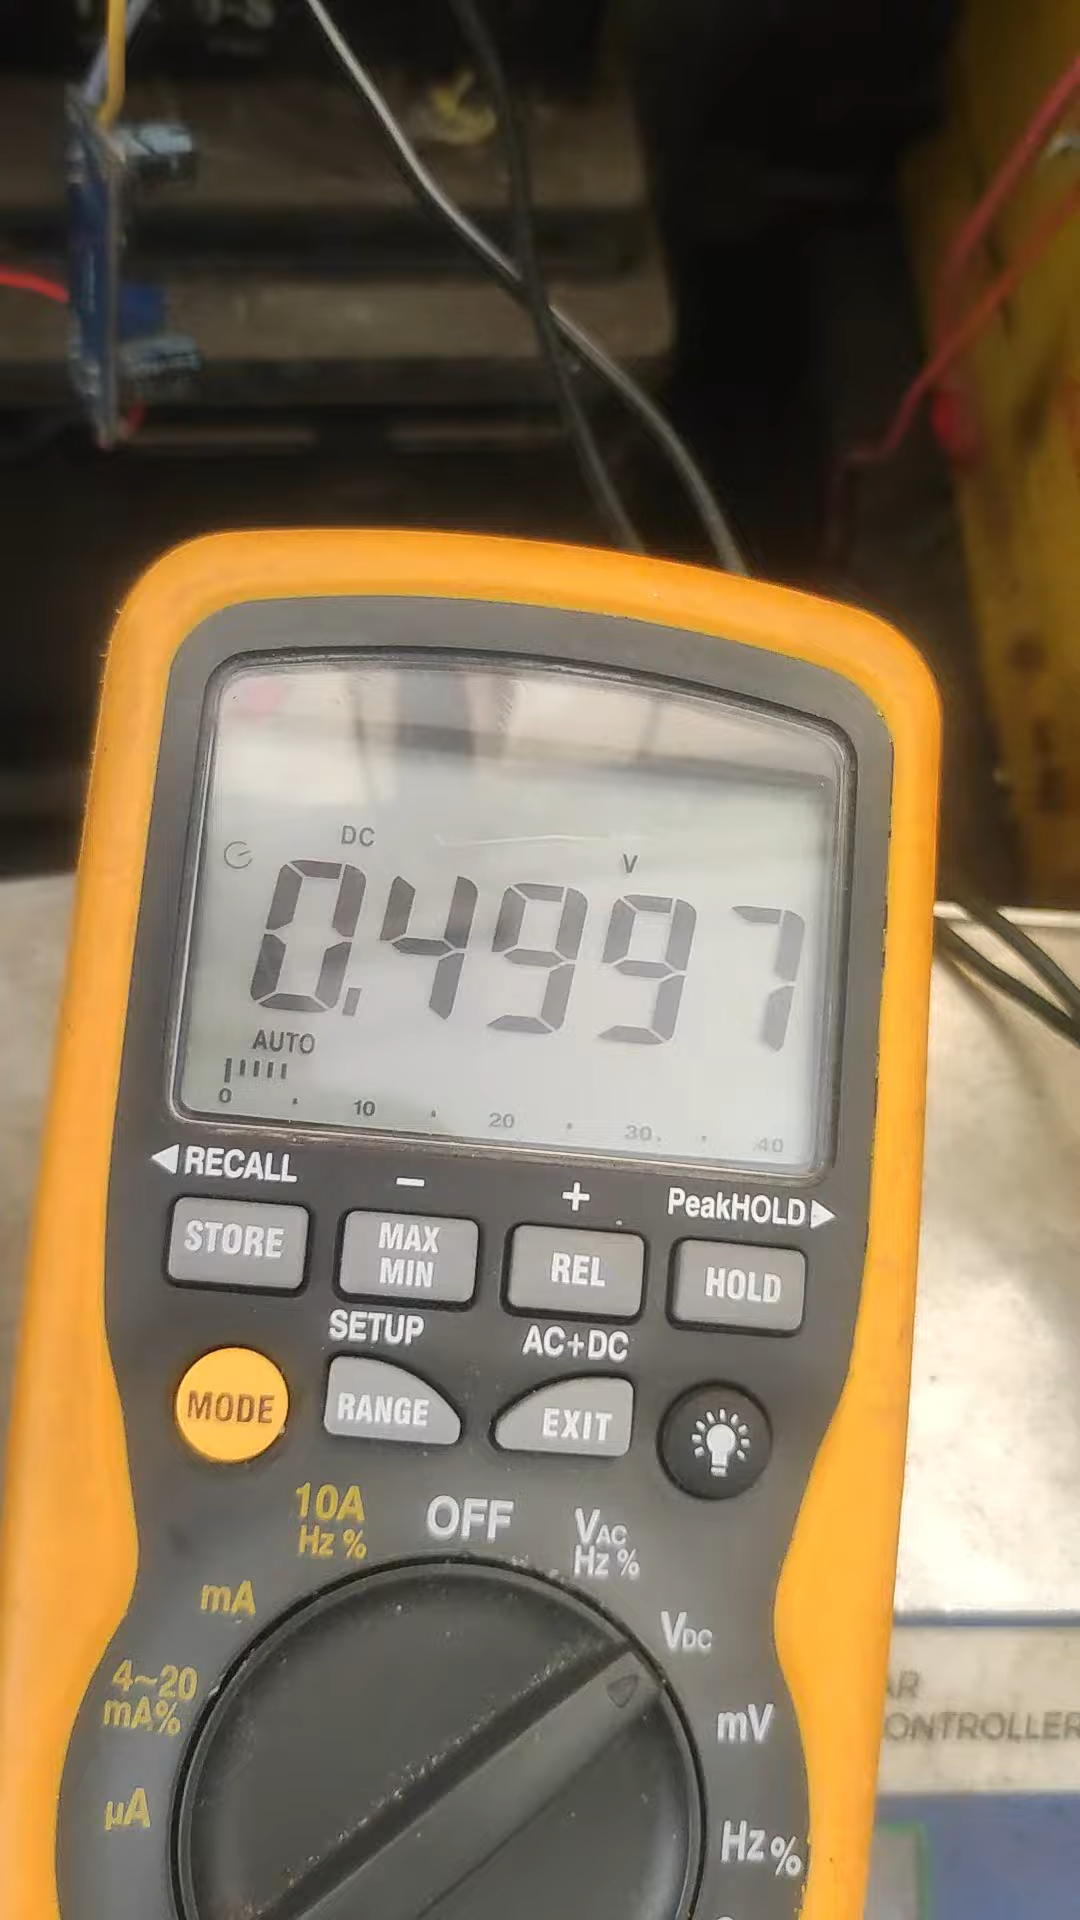 DC
V
0.4997
AUTO
0 10 20 30 40
◀RECALL − + PeakHOLD▶
STORE
MAX
MIN
REL
HOLD
SETUP AC+DC
MODE
RANGE
EXIT
10A
Hz %
OFF
VAC
Hz %
mA
VDC
4~20
mA%
mV
µA
Hz%
ONTROLLER